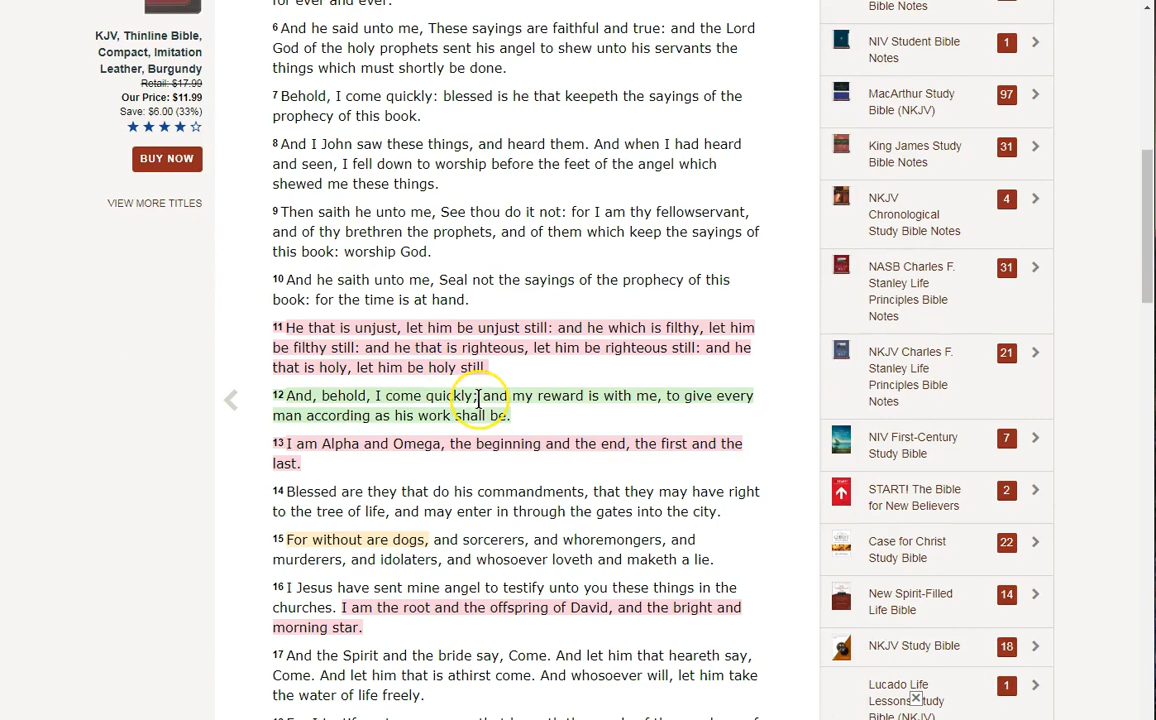 KJV, Thinline Bible,
Compact, Imitation
Leather, Burgundy
Retail: $17.99
Our Price: $11.99
Save: $6.00 (33%)
BUY NOW
VIEW MORE TITLES
for ever and ever.
6 And he said unto me, These sayings are faithful and true: and the Lord
God of the holy prophets sent his angel to shew unto his servants the
things which must shortly be done.
7 Behold, I come quickly: blessed is he that keepeth the sayings of the
prophecy of this book.
8 And I John saw these things, and heard them. And when I had heard
and seen, I fell down to worship before the feet of the angel which
shewed me these things.
9 Then saith he unto me, See thou do it not: for I am thy fellowservant,
and of thy brethren the prophets, and of them which keep the sayings of
this book: worship God.
10 And he saith unto me, Seal not the sayings of the prophecy of this
book: for the time is at hand.
11 He that is unjust, let him be unjust still: and he which is filthy, let him
be filthy still: and he that is righteous, let him be righteous still: and he
that is holy, let him be holy still.
12 And, behold, I come quickly; and my reward is with me, to give every
man according as his work shall be.
13 I am Alpha and Omega, the beginning and the end, the first and the
last.
14 Blessed are they that do his commandments, that they may have right
to the tree of life, and may enter in through the gates into the city.
15 For without are dogs, and sorcerers, and whoremongers, and
murderers, and idolaters, and whosoever loveth and maketh a lie.
16 I Jesus have sent mine angel to testify unto you these things in the
churches. I am the root and the offspring of David, and the bright and
morning star.
17 And the Spirit and the bride say, Come. And let him that heareth say,
Come. And let him that is athirst come. And whosoever will, let him take
the water of life freely.
Bible Notes
NIV Student Bible
Notes
1
MacArthur Study
Bible (NKJV)
97
King James Study
Bible Notes
31
NKJV
Chronological
Study Bible Notes
4
NASB Charles F.
Stanley Life
Principles Bible
Notes
31
NKJV Charles F.
Stanley Life
Principles Bible
Notes
21
NIV First-Century
Study Bible
7
START! The Bible
for New Believers
2
Case for Christ
Study Bible
22
New Spirit-Filled
Life Bible
14
NKJV Study Bible
18
Lucado Life
Lessons Study
Bible (NKJV)
1